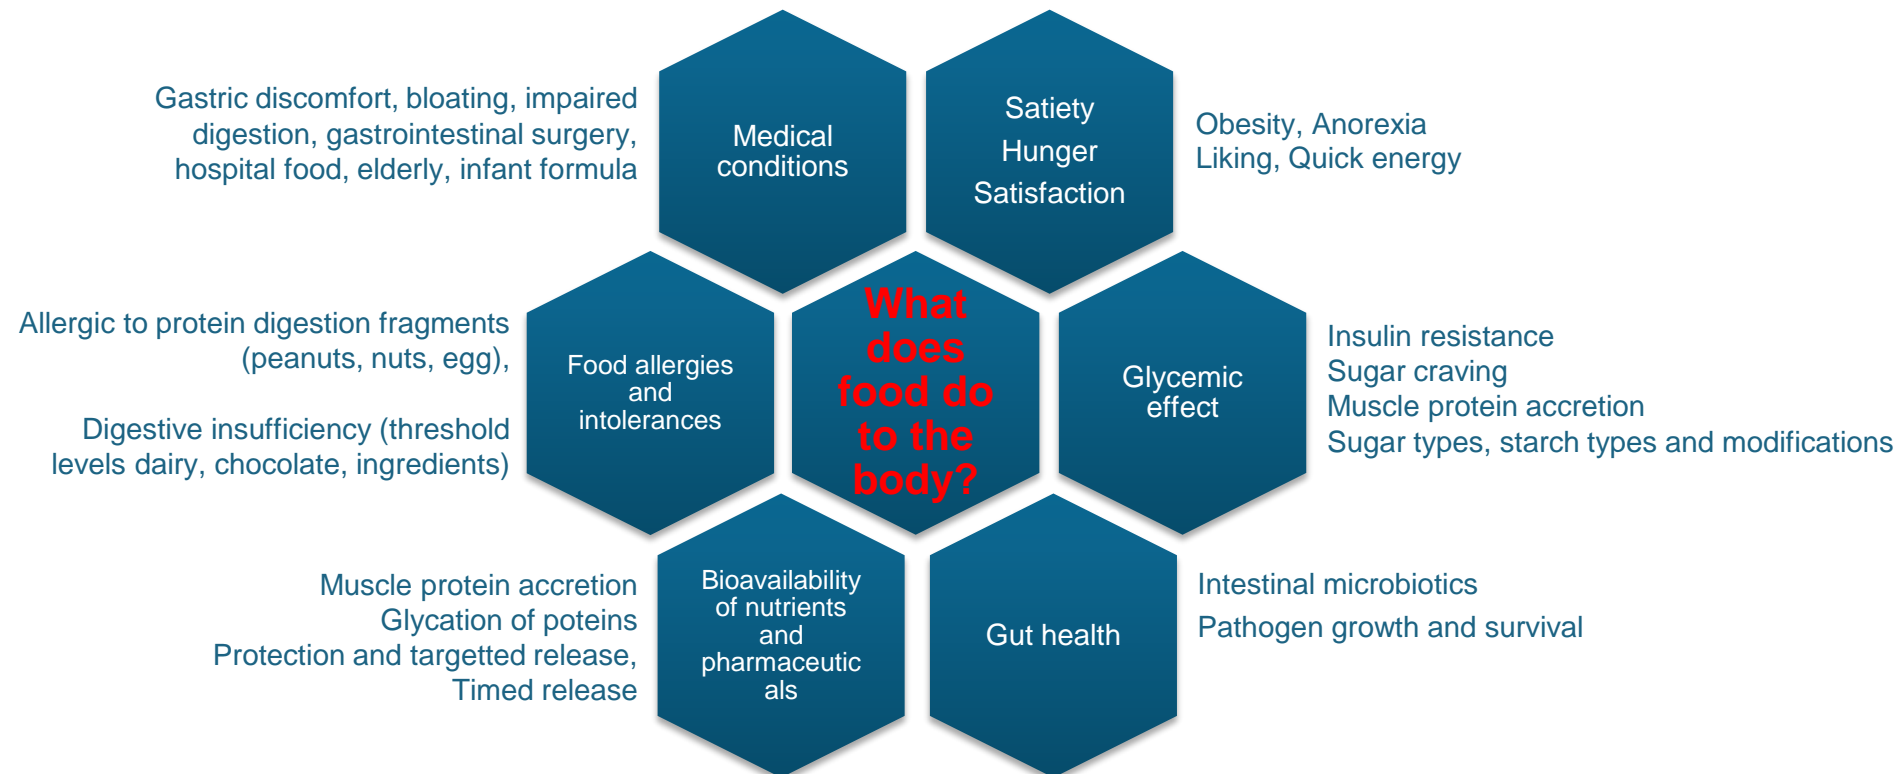 Gastric discomfort, bloating, impaired
digestion, gastrointestinal surgery,
hospital food, elderly, infant formula
Medical
conditions
Satiety
Hunger
Satisfaction
Obesity, Anorexia
Liking, Quick energy
Allergic to protein digestion fragments
(peanuts, nuts, egg),
Digestive insufficiency (threshold
levels dairy, chocolate, ingredients)
Food allergies
and
intolerances
What
does
food do
to the
body?
Glycemic
effect
Insulin resistance
Sugar craving
Muscle protein accretion
Sugar types, starch types and modifications
Muscle protein accretion
Glycation of poteins
Protection and targetted release,
Timed release
Bioavailability
of nutrients
and
pharmaceutic
als
Gut health
Intestinal microbiotics
Pathogen growth and survival